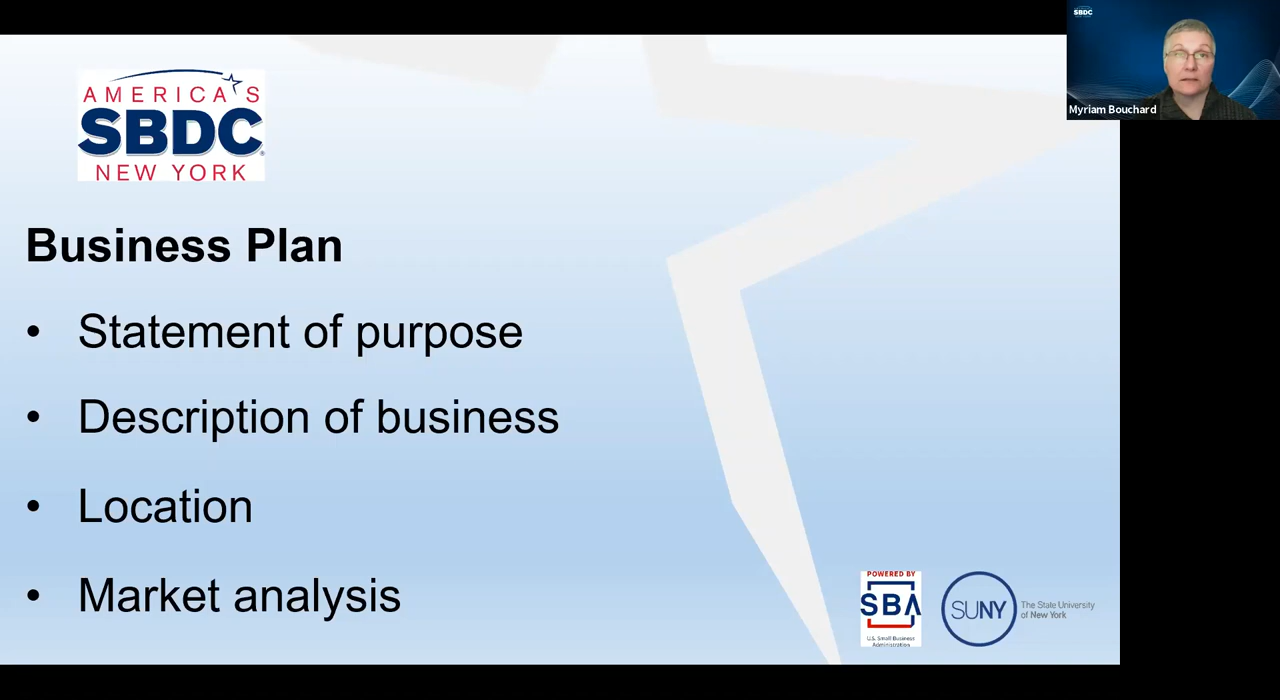 SBDC
Myriam Bouchard
AMERICA'S
SBDC
NEW YORK
Business Plan
• Statement of purpose
• Description of business
• Location
• Market analysis
POWERED BY
SBA
U.S. Small Business
Administration
SUNY
The State University
of New York